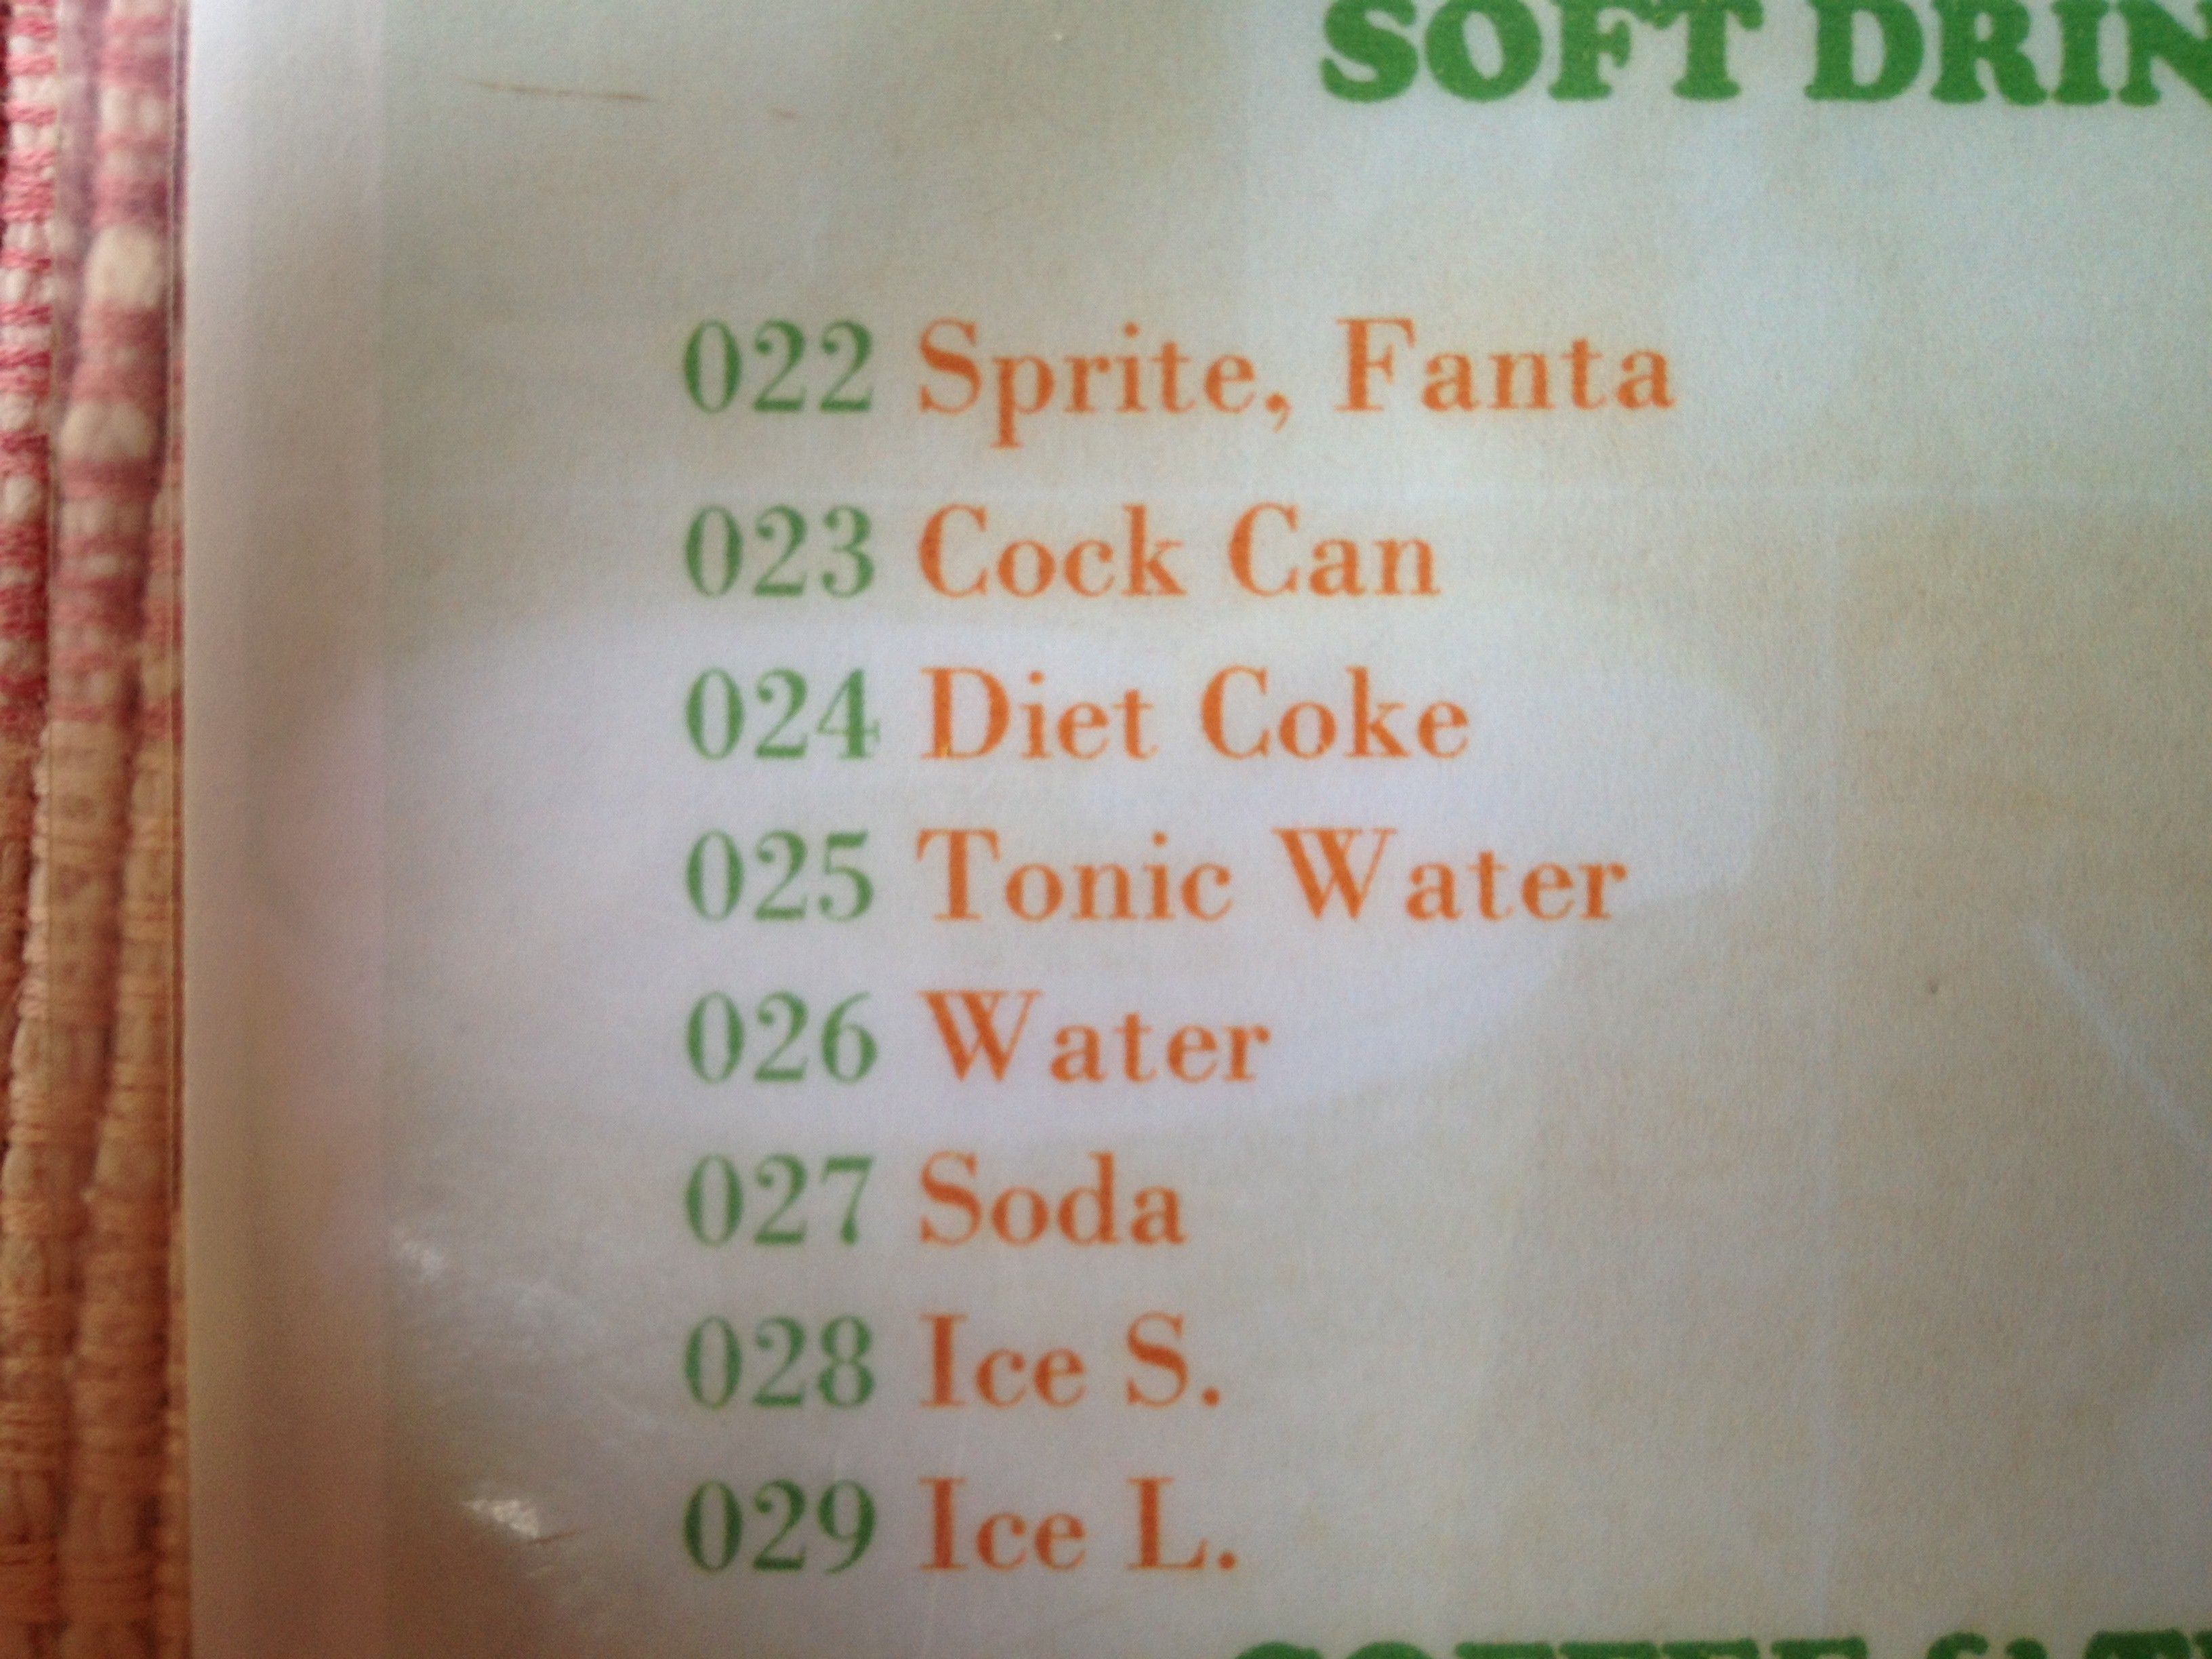 SOFT DRIN
022 Sprite, Fanta
023 Cock Can
024 Diet Coke
025 Tonic Water
026 Water
027 Soda
028 Ice S.
029 Ice L.